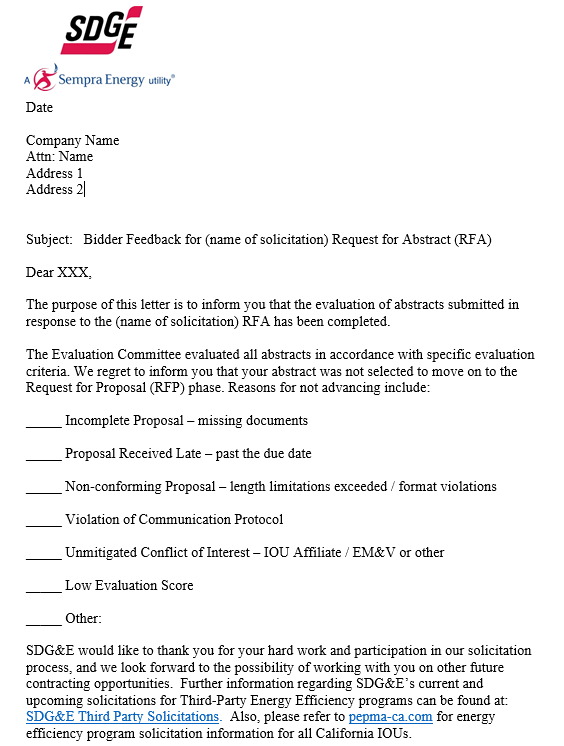 SDGE
A Sempra Energy utility®
Date
Company Name
Attn: Name
Address 1
Address 2
Subject: Bidder Feedback for (name of solicitation) Request for Abstract (RFA)
Dear XXX,
The purpose of this letter is to inform you that the evaluation of abstracts submitted in
response to the (name of solicitation) RFA has been completed.
The Evaluation Committee evaluated all abstracts in accordance with specific evaluation
criteria. We regret to inform you that your abstract was not selected to move on to the
Request for Proposal (RFP) phase. Reasons for not advancing include:
_____ Incomplete Proposal – missing documents
_____ Proposal Received Late – past the due date
_____ Non-conforming Proposal – length limitations exceeded / format violations
_____ Violation of Communication Protocol
_____ Unmitigated Conflict of Interest – IOU Affiliate / EM&V or other
_____ Low Evaluation Score
_____ Other:
SDG&E would like to thank you for your hard work and participation in our solicitation
process, and we look forward to the possibility of working with you on other future
contracting opportunities. Further information regarding SDG&E’s current and
upcoming solicitations for Third-Party Energy Efficiency programs can be found at:
SDG&E Third Party Solicitations. Also, please refer to pepma-ca.com for energy
efficiency program solicitation information for all California IOUs.